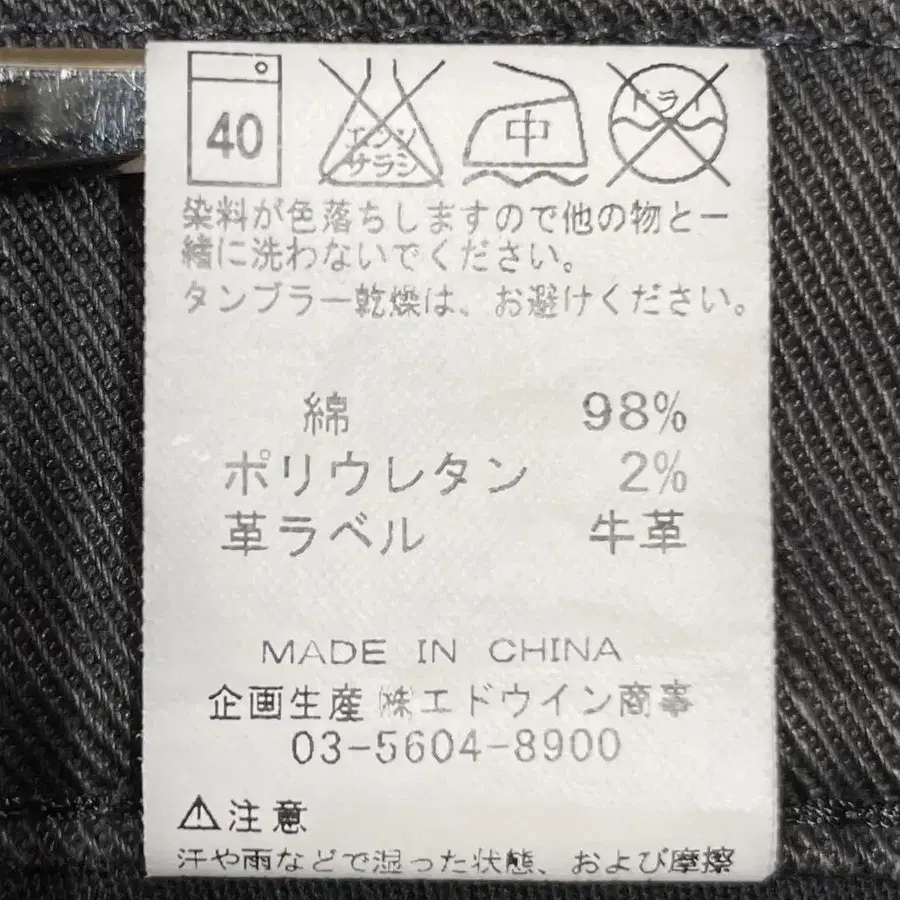 40
エンソ
サラシ
中
ドライ
染料が色落ちしますので他の物と一
緒に洗わないでください。
タンブラー乾燥は、お避けください。
綿 98%
ポリウレタン 2%
革ラベル 牛革
MADE IN CHINA
企画生産 ㈱エドウイン商事
03-5604-8900
⚠注意
汗や雨などで湿った状態、および摩擦